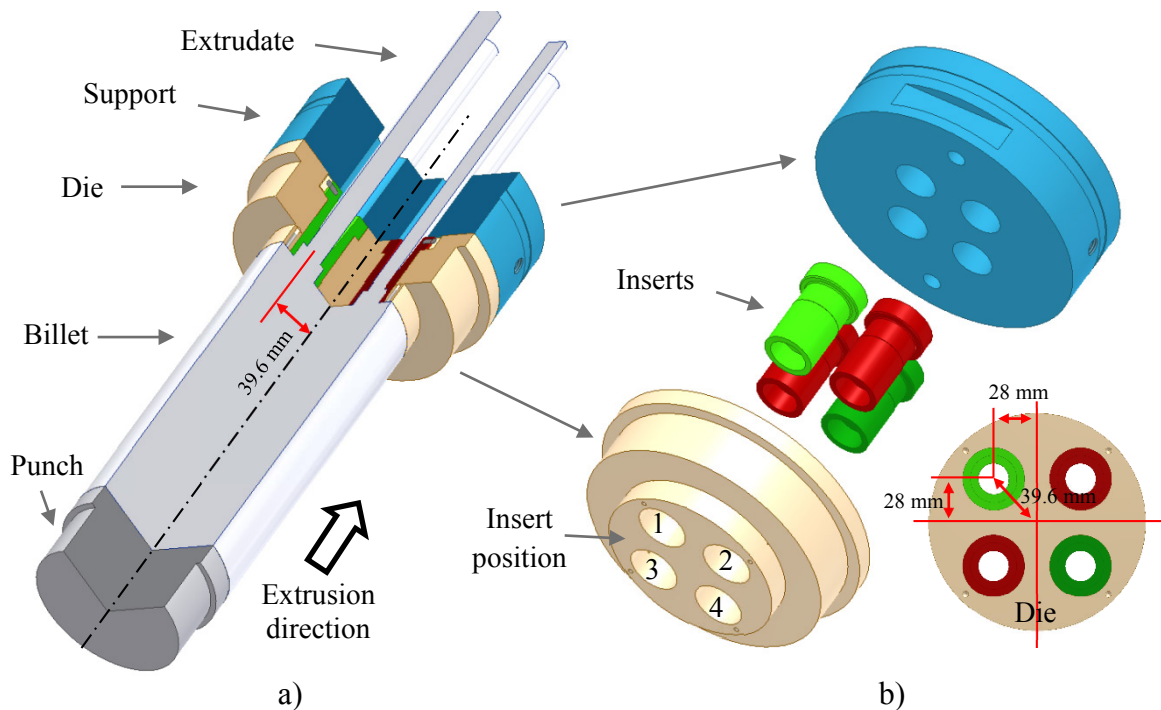 Extrudate
Support
Die
Billet
39.6 mm
Punch
Extrusion
direction
a)
Inserts
Insert
position
1
2
3
4
28 mm
28 mm
39.6 mm
Die
b)